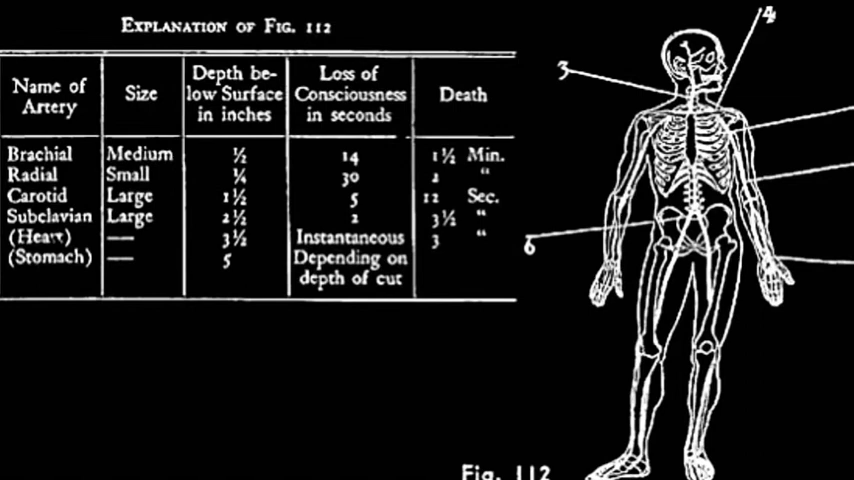 EXPLANATION OF FIG. 112
Name of Artery Size Depth be-low Surface in inches Loss of Consciousness in seconds Death
Brachial Medium ½ 14 1½ Min.
Radial Small ¼ 30 2 "
Carotid Large 1½ 5 12 Sec.
Subclavian Large 2½ 2 3½ "
(Heart) — 3½ Instantaneous 3 "
(Stomach) — 5 Depending on depth of cut
3
4
6
Fig. 112